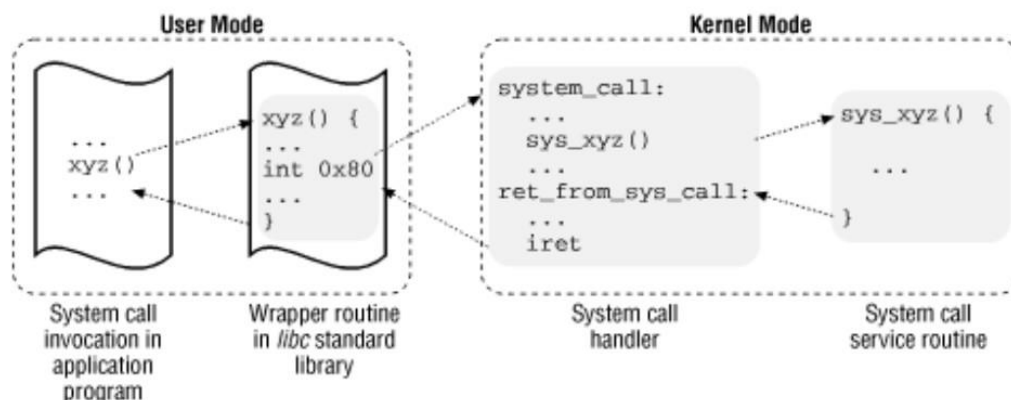 User Mode
Kernel Mode
...
xyz()
...
xyz() {
...
int 0x80
...
}
system_call:
...
sys_xyz()
...
ret_from_sys_call:
...
iret
sys_xyz() {
...
}
System call
invocation in
application
program
Wrapper routine
in libc standard
library
System call
handler
System call
service routine